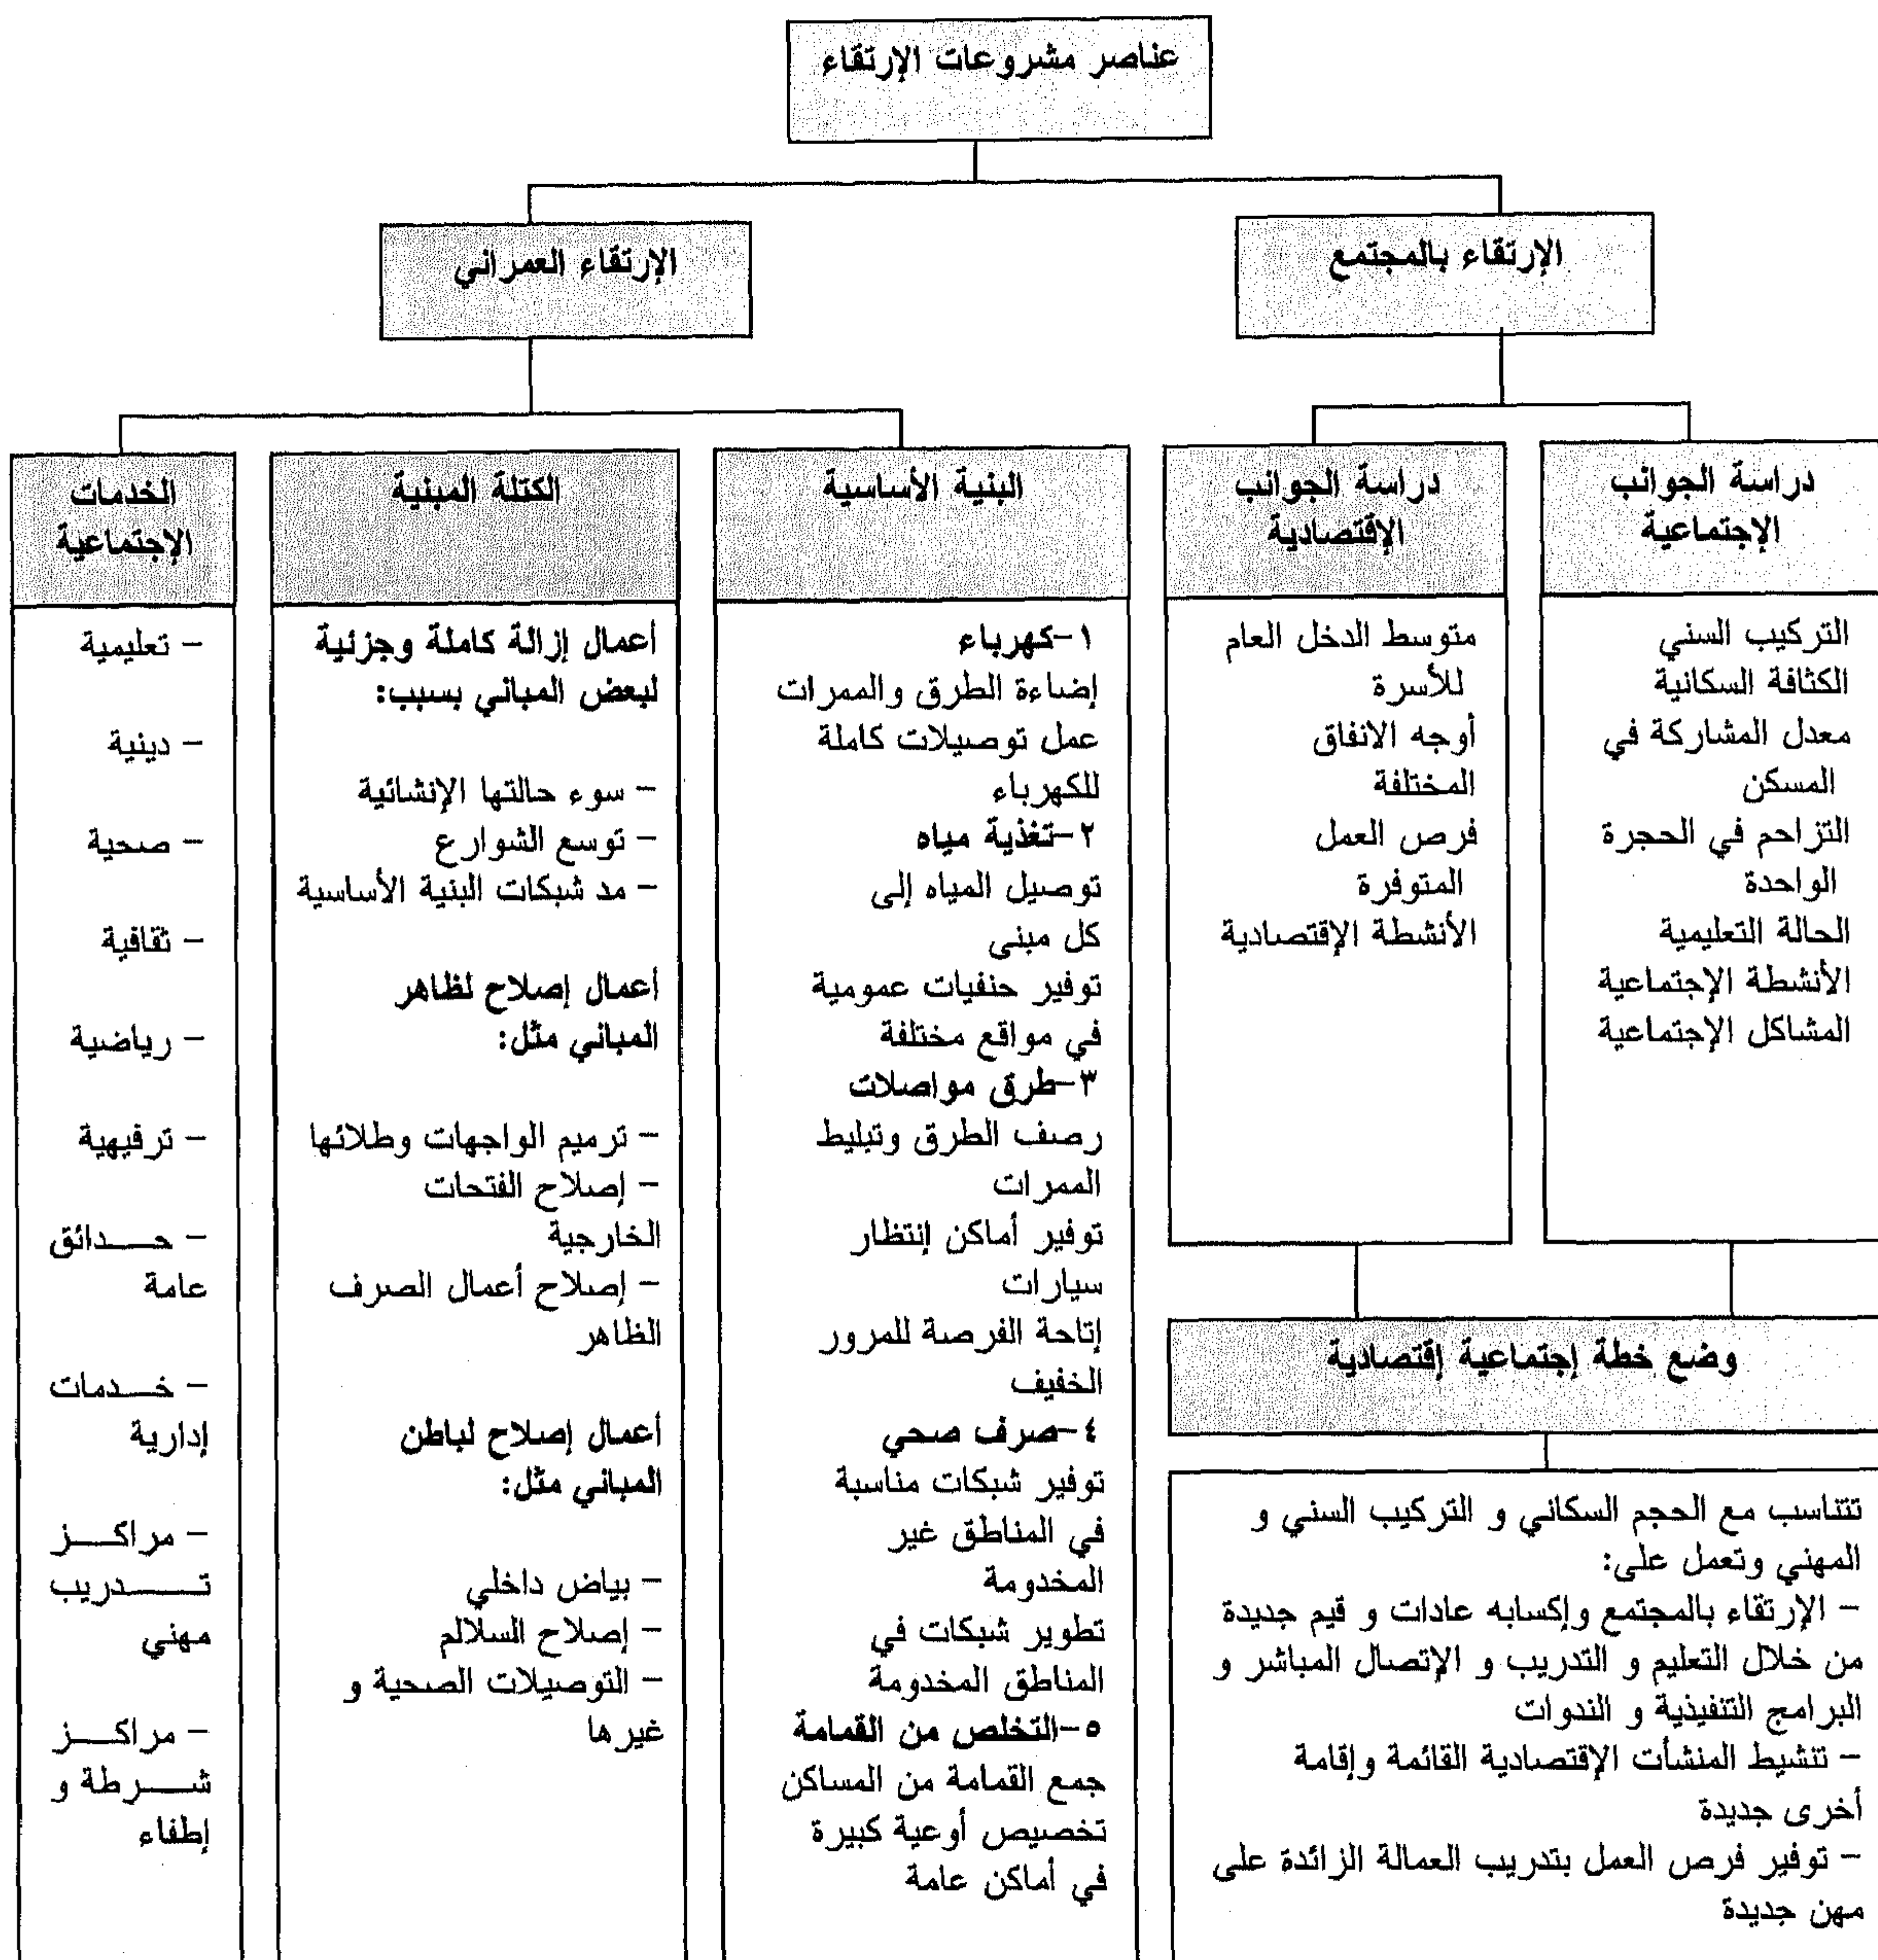 عناصر مشروعات الإرتقاء
الإرتقاء بالمجتمع
الإرتقاء العمراني
دراسة الجوانب
الإجتماعية
التركيب السني
الكثافة السكانية
معدل المشاركة في
المسكن
التزاحم في الحجرة
الواحدة
الحالة التعليمية
الأنشطة الإجتماعية
المشاكل الإجتماعية
دراسة الجوانب
الإقتصادية
متوسط الدخل العام
للأسرة
أوجه الانفاق
المختلفة
فرص العمل
المتوفرة
الأنشطة الإقتصادية
وضع خطة إجتماعية إقتصادية
تتناسب مع الحجم السكاني و التركيب السني و
المهني وتعمل على:
- الإرتقاء بالمجتمع وإكسابه عادات و قيم جديدة
من خلال التعليم و التدريب و الإتصال المباشر و
البرامج التنفيذية و الندوات
- تنشيط المنشأت الإقتصادية القائمة وإقامة
أخرى جديدة
- توفير فرص العمل بتدريب العمالة الزائدة على
مهن جديدة
البنية الأساسية
١-كهرباء
إضاءة الطرق والممرات
عمل توصيلات كاملة
للكهرباء
٢-تغذية مياه
توصيل المياه إلى
كل مبنى
توفير حنفيات عمومية
في مواقع مختلفة
٣-طرق مواصلات
رصف الطرق وتبليط
الممرات
توفير أماكن إنتظار
سيارات
إتاحة الفرصة للمرور
الخفيف
٤-صرف صحي
توفير شبكات مناسبة
في المناطق غير
المخدومة
تطوير شبكات في
المناطق المخدومة
٥-التخلص من القمامة
جمع القمامة من المساكن
تخصيص أوعية كبيرة
في أماكن عامة
الكتلة المبنية
أعمال إزالة كاملة وجزئية
لبعض المباني بسبب:
- سوء حالتها الإنشائية
- توسع الشوارع
- مد شبكات البنية الأساسية
أعمال إصلاح لظاهر
المباني مثل:
- ترميم الواجهات وطلائها
- إصلاح الفتحات
الخارجية
- إصلاح أعمال الصرف
الظاهر
أعمال إصلاح لباطن
المباني مثل:
- بياض داخلي
- إصلاح السلالم
- التوصيلات الصحية و
غيرها
الخدمات
الإجتماعية
- تعليمية
- دينية
- صحية
- ثقافية
- رياضية
- ترفيهية
- حدائق
عامة
- خدمات
إدارية
- مراكز
تدريب
مهني
- مراكز
شرطة و
إطفاء